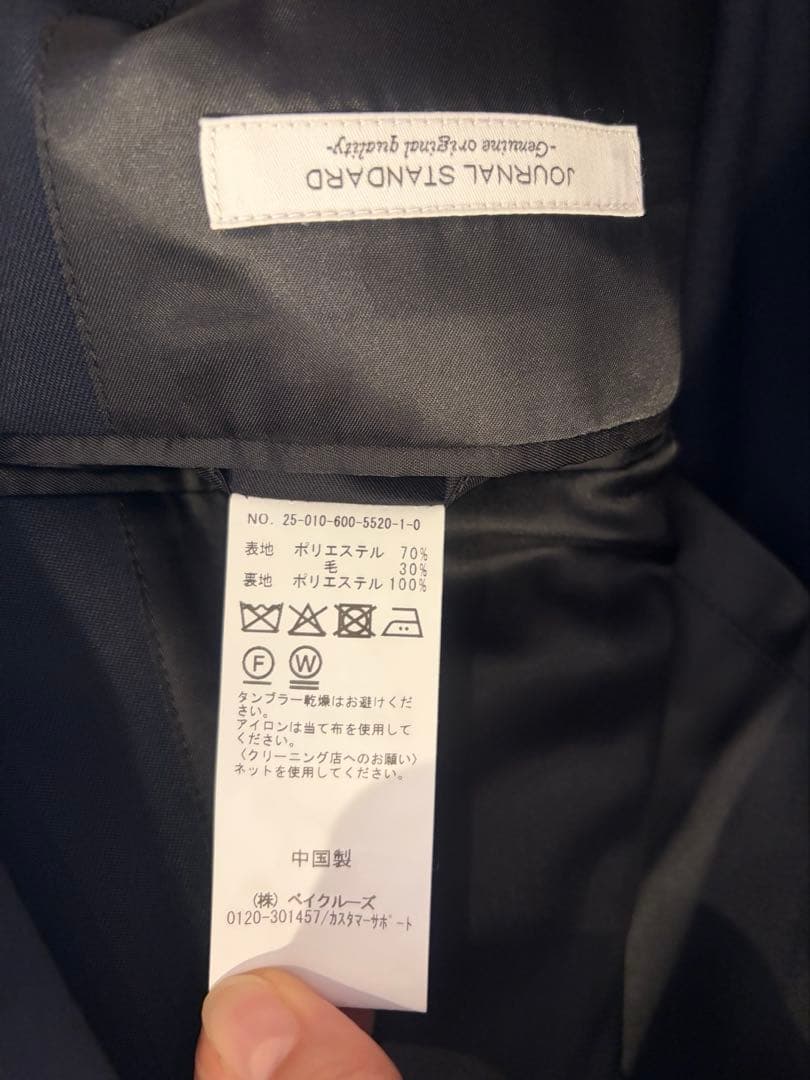 JOURNAL STANDARD
-Genuine original quality-
NO. 25-010-600-5520-1-0
表地 ポリエステル 70%
毛 30%
裏地 ポリエステル 100%
F W
タンブラー乾燥はお避けくだ
さい。
アイロンは当て布を使用して
ください。
〈クリーニング店へのお願い〉
ネットを使用してください。
中国製
(株) ベイクルーズ
0120-301457/ｶｽﾀﾏｰｻﾎﾟｰﾄ